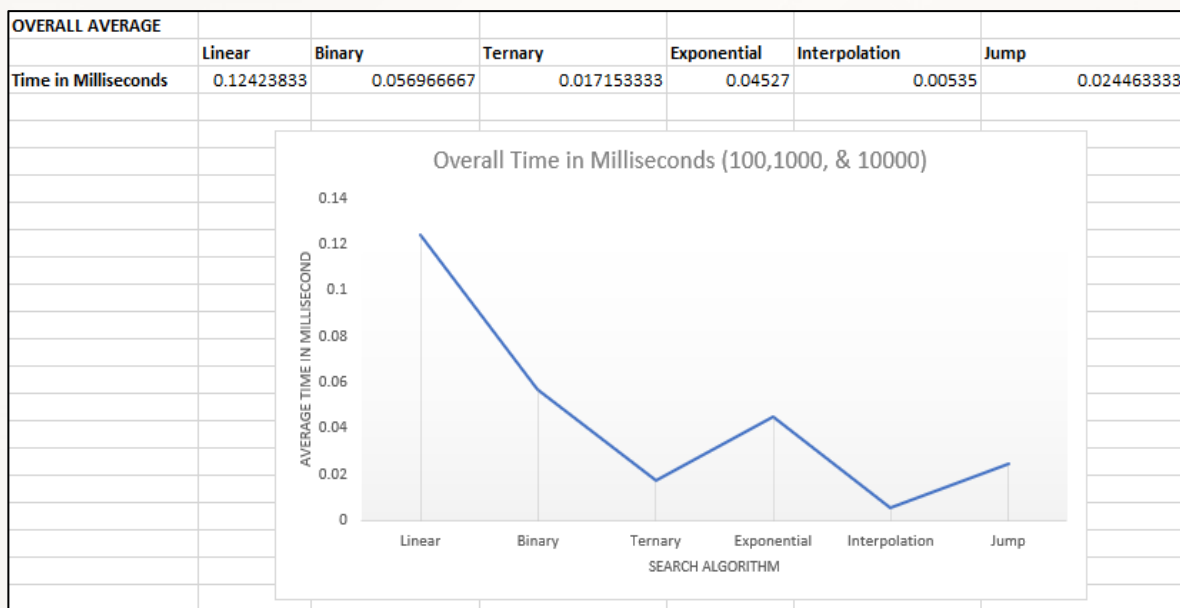 OVERALL AVERAGE
Linear Binary Ternary Exponential Interpolation Jump
Time in Milliseconds 0.12423833 0.056966667 0.017153333 0.04527 0.00535 0.024463333
Overall Time in Milliseconds (100,1000, & 10000)
AVERAGE TIME IN MILLISECOND
0.14
0.12
0.1
0.08
0.06
0.04
0.02
0
Linear Binary Ternary Exponential Interpolation Jump
SEARCH ALGORITHM